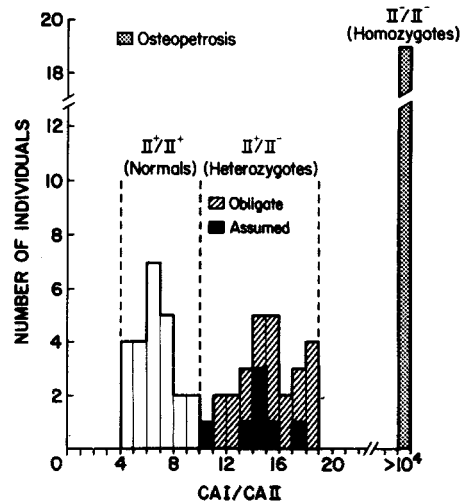 II⁻/II⁻
(Homozygotes)
Osteopetrosis
II⁺/II⁺
(Normals)
II⁺/II⁻
(Heterozygotes)
Obligate
Assumed
NUMBER OF INDIVIDUALS
20
18
16
12
10
8
6
4
2
0 4 8 12 16 20 >10⁴
CAI/CAII